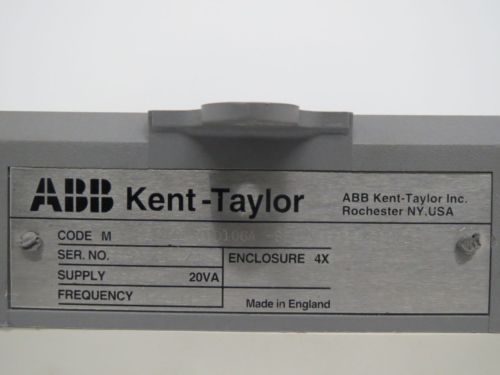 ABB Kent-Taylor
ABB Kent-Taylor Inc.
Rochester NY.USA
CODE M
SER. NO.
ENCLOSURE 4X
SUPPLY 20VA
FREQUENCY
Made in England